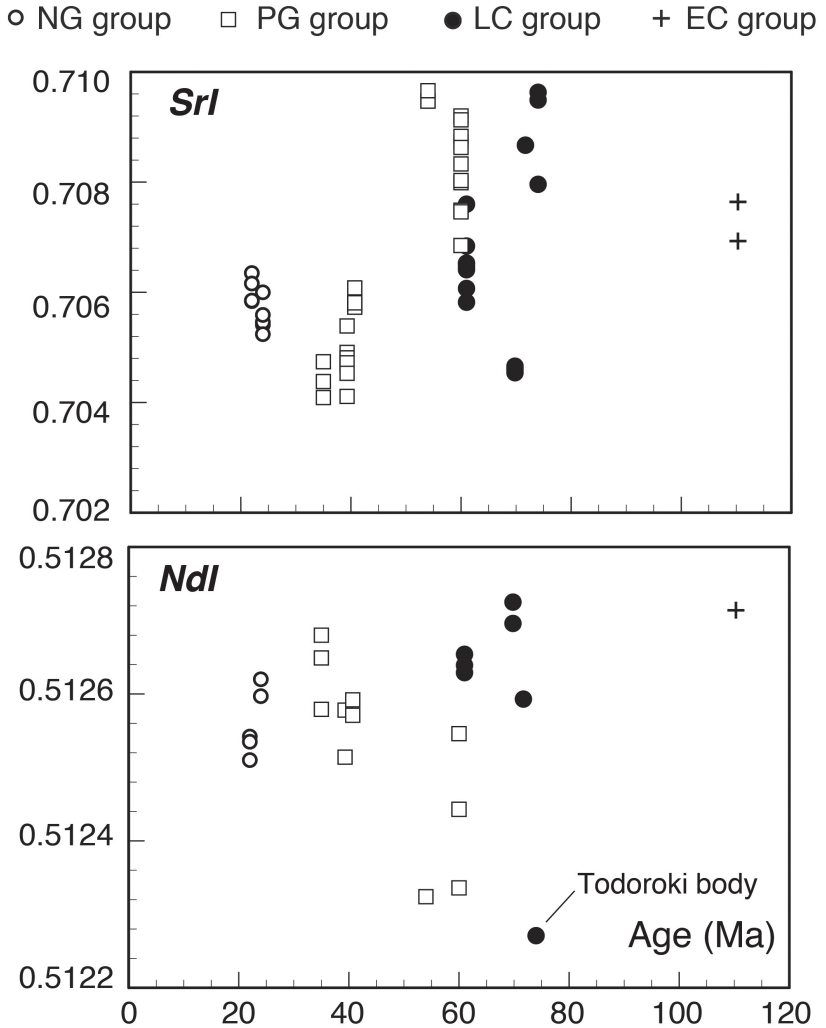 NG group PG group LC group EC group
0.710
SrI
0.708
0.706
0.704
0.702
0.5128
NdI
0.5126
0.5124
Todoroki body
Age (Ma)
0.5122
0 20 40 60 80 100 120